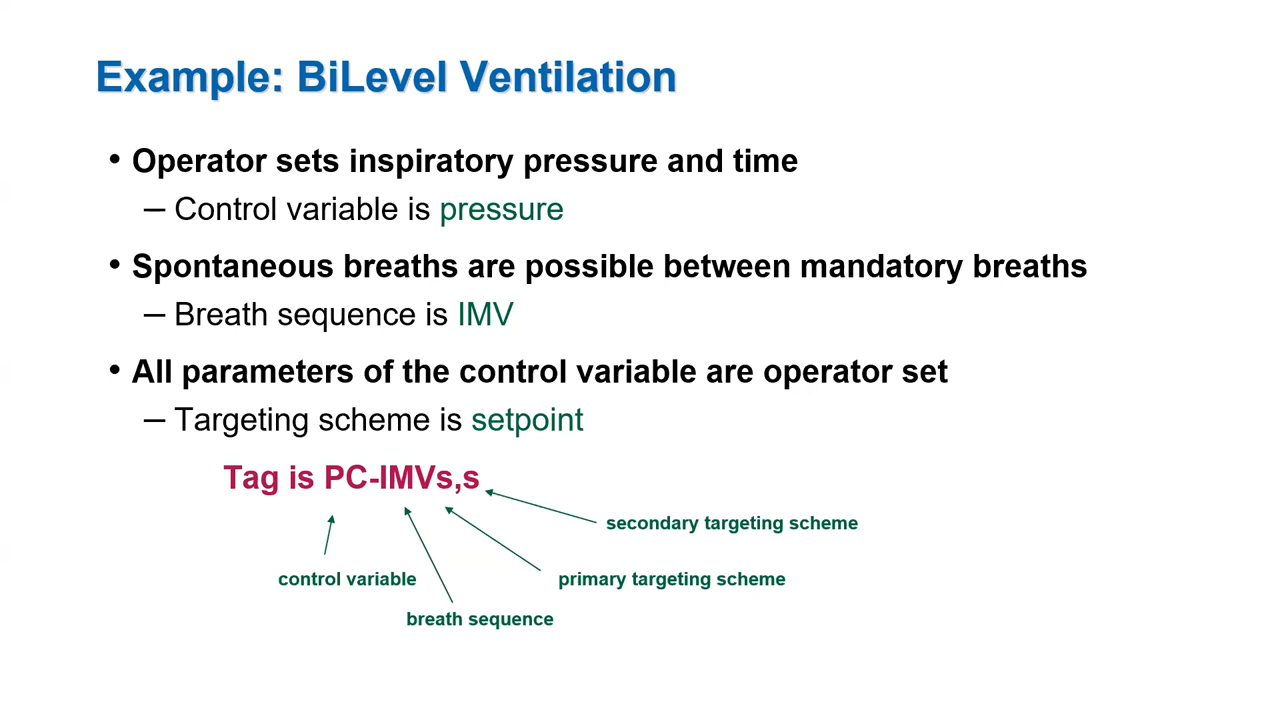 Example: BiLevel Ventilation
• Operator sets inspiratory pressure and time
– Control variable is pressure
• Spontaneous breaths are possible between mandatory breaths
– Breath sequence is IMV
• All parameters of the control variable are operator set
– Targeting scheme is setpoint
Tag is PC-IMVs,s
secondary targeting scheme
control variable
primary targeting scheme
breath sequence